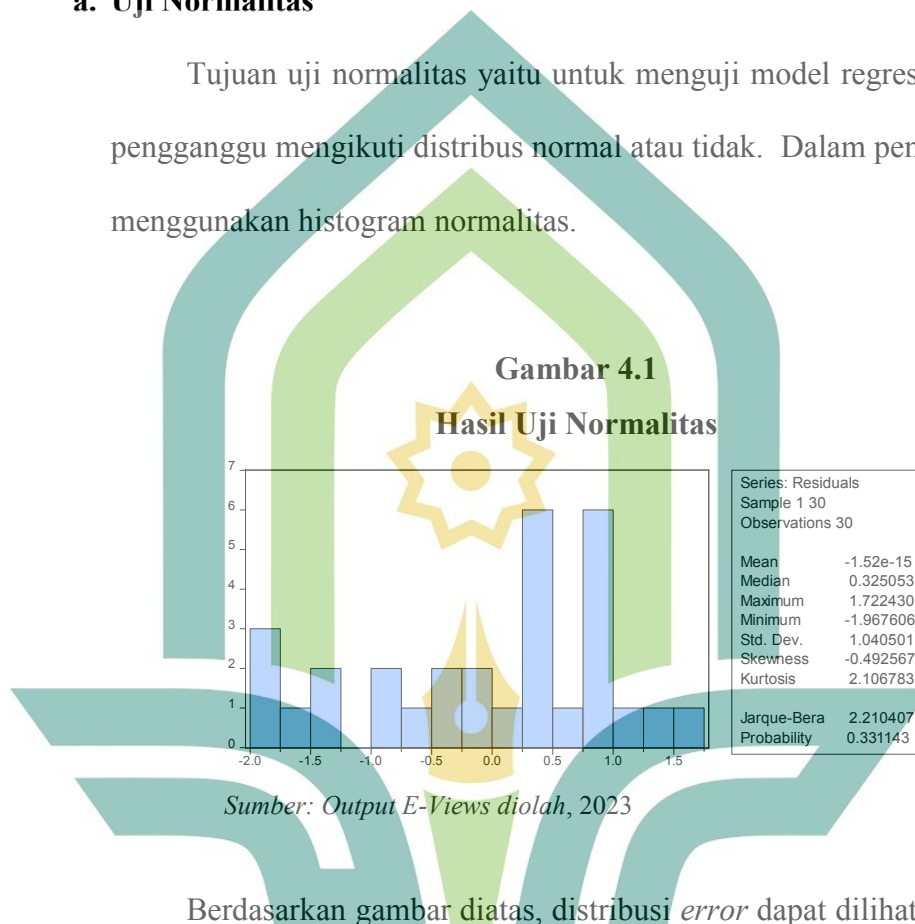 a. Uji Normalitas
Tujuan uji normalitas yaitu untuk menguji model regres
pengganggu mengikuti distribus normal atau tidak. Dalam pen
menggunakan histogram normalitas.
Gambar 4.1
Hasil Uji Normalitas
7
6
5
4
3
2
1
0
-2.0 -1.5 -1.0 -0.5 0.0 0.5 1.0 1.5
Series: Residuals
Sample 1 30
Observations 30
Mean -1.52e-15
Median 0.325053
Maximum 1.722430
Minimum -1.967606
Std. Dev. 1.040501
Skewness -0.492567
Kurtosis 2.106783
Jarque-Bera 2.210407
Probability 0.331143
Sumber: Output E-Views diolah, 2023
Berdasarkan gambar diatas, distribusi error dapat dilihat